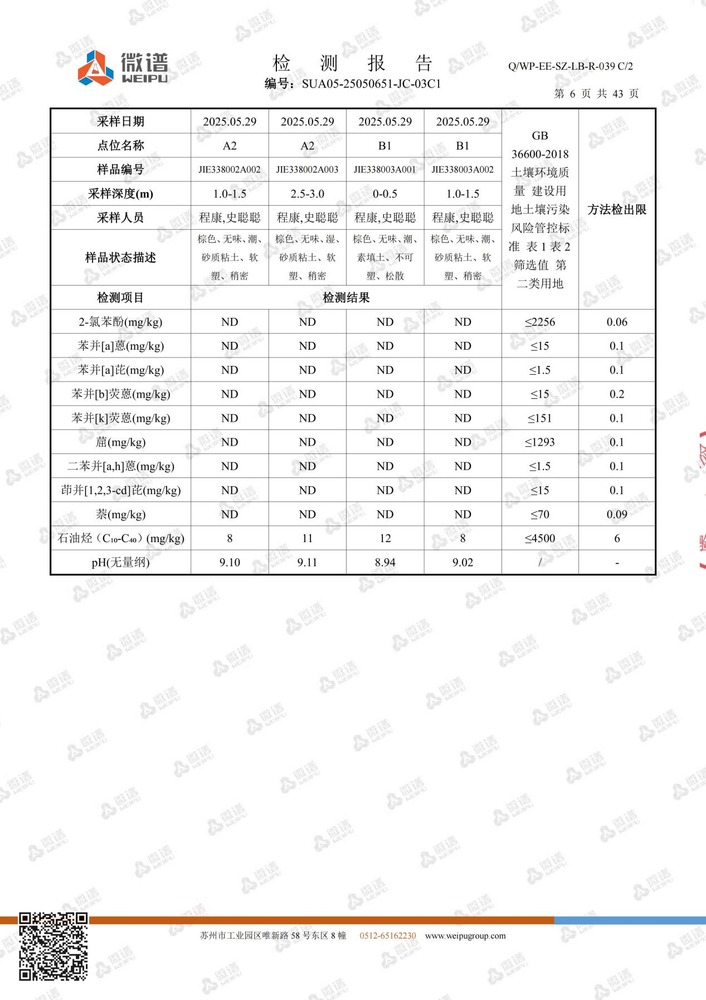 微谱
WEIPU
检 测 报 告
编号：SUA05-25050651-JC-03C1
Q/WP-EE-SZ-LB-R-039 C/2
第 6 页 共 43 页
采样日期 2025.05.29 2025.05.29 2025.05.29 2025.05.29
点位名称 A2 A2 B1 B1
样品编号 JIE338002A002 JIE338002A003 JIE338003A001 JIE338003A002
采样深度(m) 1.0-1.5 2.5-3.0 0-0.5 1.0-1.5
采样人员 程康,史聪聪 程康,史聪聪 程康,史聪聪 程康,史聪聪
样品状态描述
棕色、无味、潮、 棕色、无味、湿、 棕色、无味、潮、 棕色、无味、潮、
砂质粘土、软 砂质粘土、软 素填土、不可 砂质粘土、软
塑、稍密 塑、稍密 塑、松散 塑、稍密
GB
36600-2018
土壤环境质
量 建设用
地土壤污染
风险管控标
准 表 1 表 2
筛选值 第
二类用地
方法检出限
检测项目 检测结果
2-氯苯酚(mg/kg) ND ND ND ND ≤2256 0.06
苯并[a]蒽(mg/kg) ND ND ND ND ≤15 0.1
苯并[a]芘(mg/kg) ND ND ND ND ≤1.5 0.1
苯并[b]荧蒽(mg/kg) ND ND ND ND ≤15 0.2
苯并[k]荧蒽(mg/kg) ND ND ND ND ≤151 0.1
䓛(mg/kg) ND ND ND ND ≤1293 0.1
二苯并[a,h]蒽(mg/kg) ND ND ND ND ≤1.5 0.1
茚并[1,2,3-cd]芘(mg/kg) ND ND ND ND ≤15 0.1
萘(mg/kg) ND ND ND ND ≤70 0.09
石油烃（C₁₀-C₄₀）(mg/kg) 8 11 12 8 ≤4500 6
pH(无量纲) 9.10 9.11 8.94 9.02 / -
苏州市工业园区唯新路 58 号东区 8 幢 0512-65162230 www.weipugroup.com